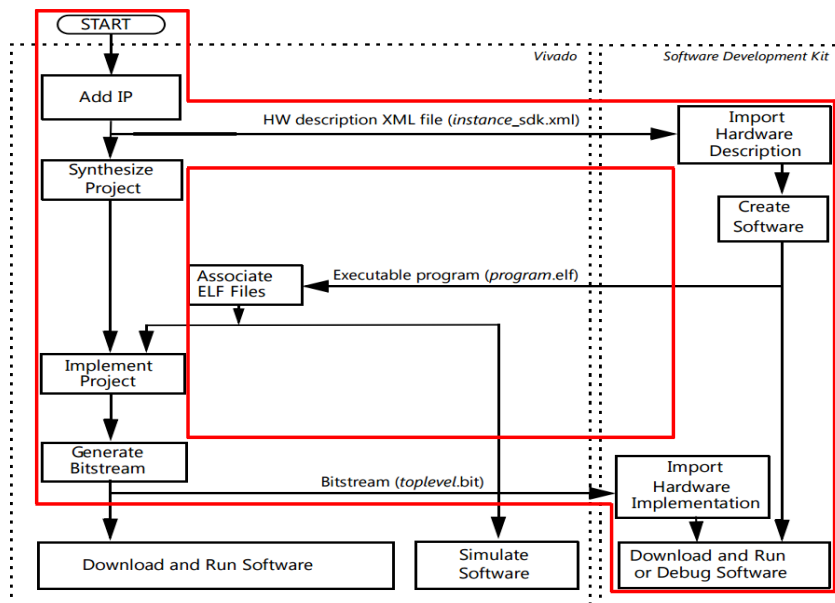 START
Vivado
Software Development Kit
Add IP
HW description XML file (instance_sdk.xml)
Import
Hardware
Description
Synthesize
Project
Create
Software
Associate
ELF Files
Executable program (program.elf)
Implement
Project
Generate
Bitstream
Bitstream (toplevel.bit)
Import
Hardware
Implementation
Download and Run Software
Simulate
Software
Download and Run
or Debug Software